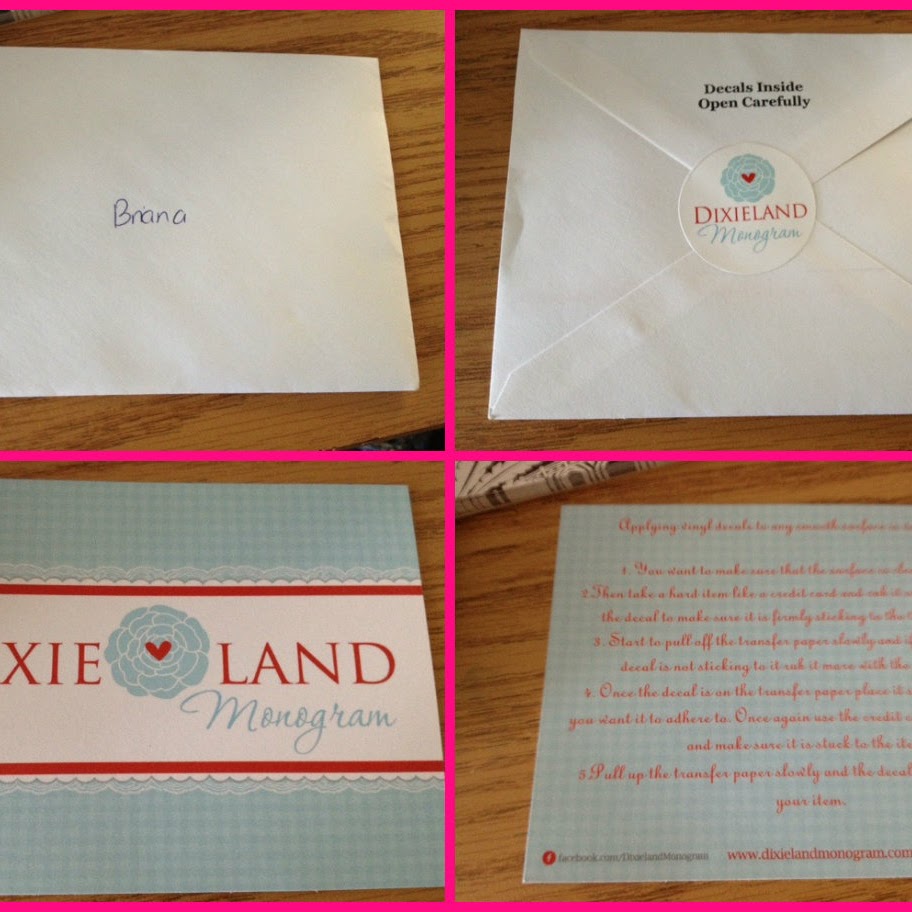 Briana
Decals Inside
Open Carefully
DIXIELAND
Monogram
XIE LAND
Monogram
Applying vinyl decals to any smooth surface is
1. You want to make sure that the surface
2. Then take a hard item like a credit card and rub it
the decal to make sure it is firmly sticking to the
3. Start to pull off the transfer paper slowly and
decal is not sticking to it rub it more with the
4. Once the decal is on the transfer paper place it
you want it to adhere to. Once again use the credit
and make sure it is stuck to the
5.Pull up the transfer paper slowly and the decal
your item.
facebook.com/DixielandMonogram www.dixielandmonogram.com